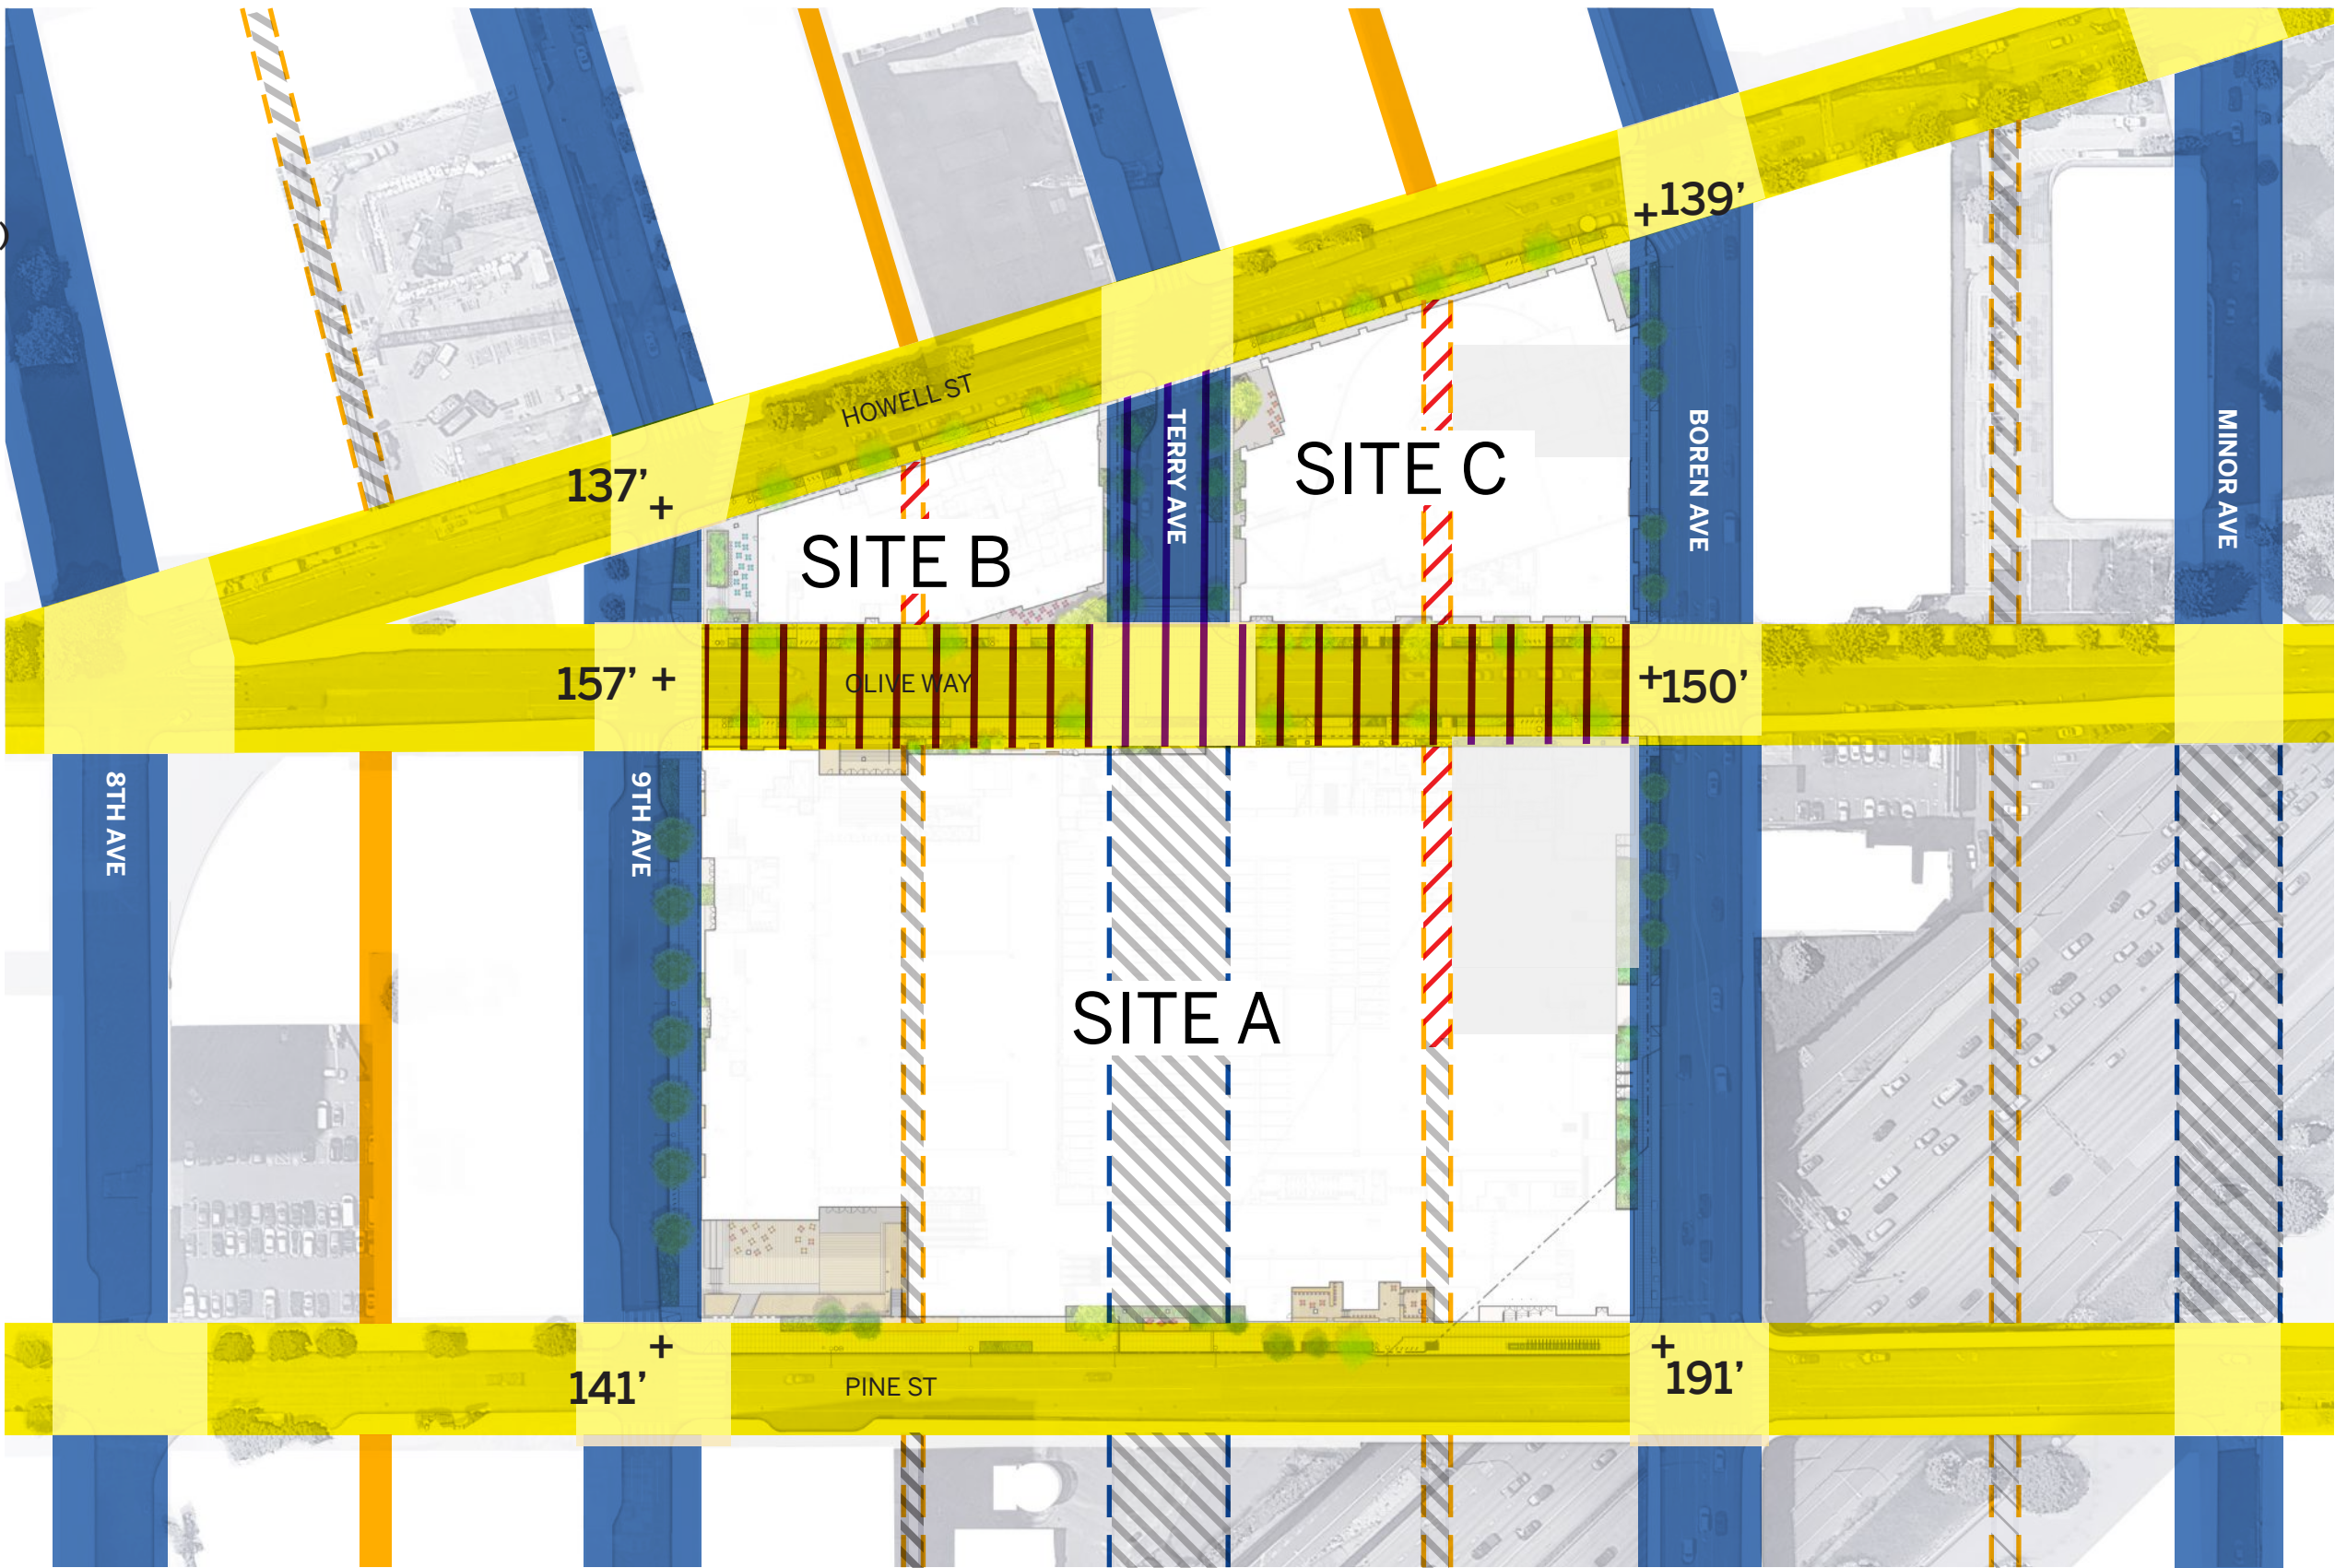 )
139’
HOWELL ST
137’
TERRY AVE
SITE C
BOREN AVE
MINOR AVE
SITE B
157’
OLIVE WAY
150’
8TH AVE
9TH AVE
SITE A
141’
PINE ST
191’